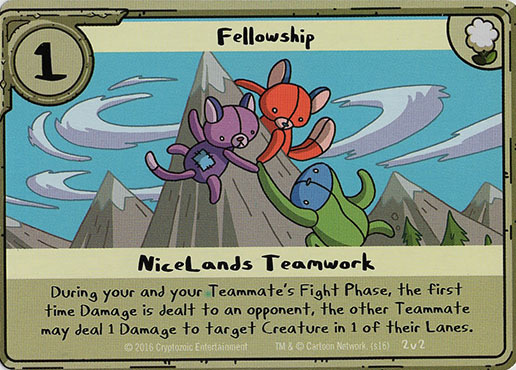 1
Fellowship
NiceLands Teamwork
During your and your Teammate's Fight Phase, the first
time Damage is dealt to an opponent, the other Teammate
may deal 1 Damage to target Creature in 1 of their Lanes.
© 2016 Cryptozoic Entertainment TM & © Cartoon Network. (s16) 2v2